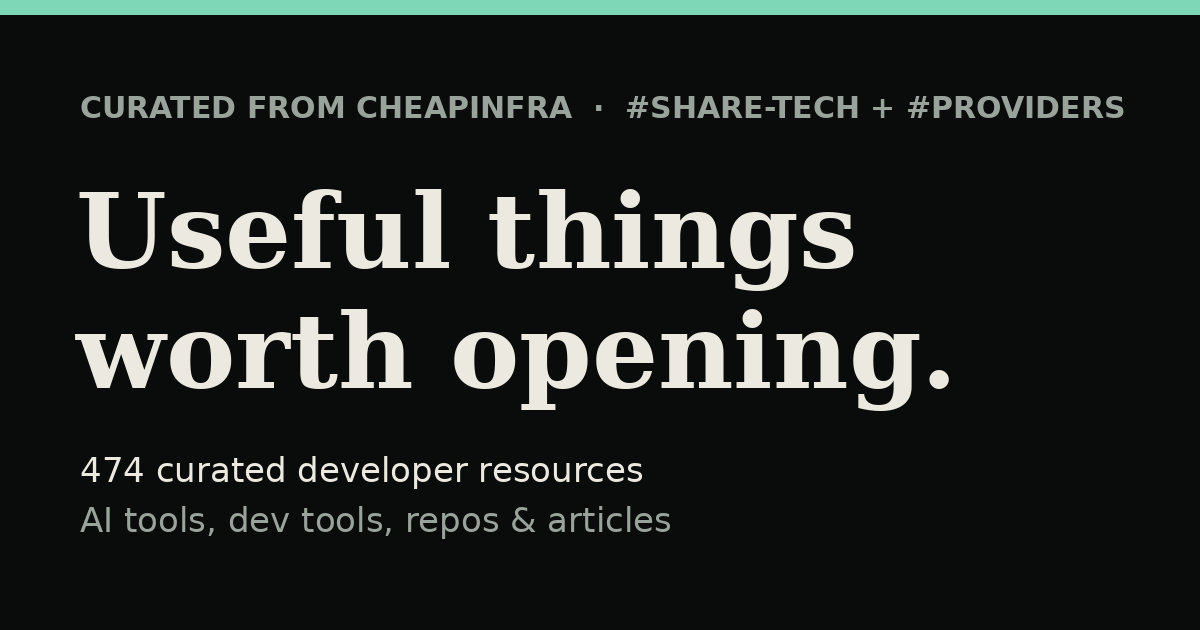 CURATED FROM CHEAPINFRA · #SHARE-TECH + #PROVIDERS
Useful things
worth opening.
474 curated developer resources
AI tools, dev tools, repos & articles